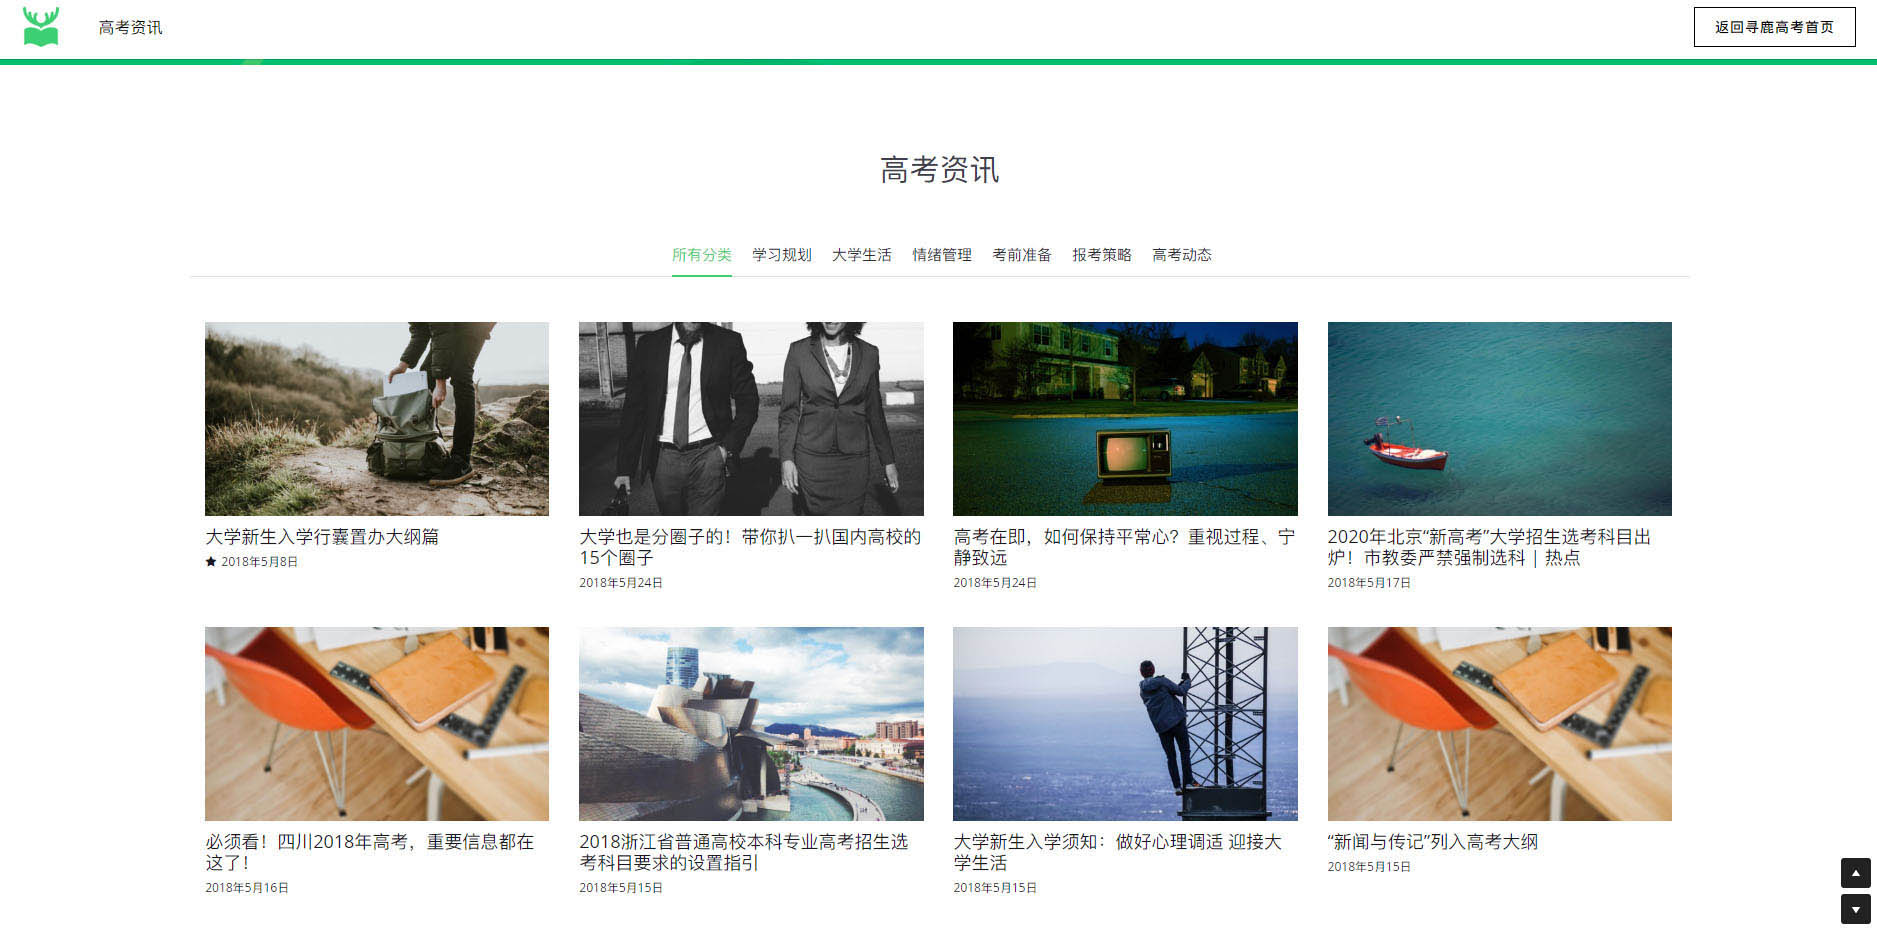 高考资讯
返回寻鹿高考首页
高考资讯
所有分类 学习规划 大学生活 情绪管理 考前准备 报考策略 高考动态
大学新生入学行囊置办大纲篇
★ 2018年5月8日
大学也是分圈子的！带你扒一扒国内高校的
15个圈子
2018年5月24日
高考在即，如何保持平常心？重视过程、宁
静致远
2018年5月24日
2020年北京“新高考”大学招生选考科目出
炉！市教委严禁强制选科 | 热点
2018年5月17日
必须看！四川2018年高考，重要信息都在
这了！
2018年5月16日
2018浙江省普通高校本科专业高考招生选
考科目要求的设置指引
2018年5月15日
大学新生入学须知：做好心理调适 迎接大
学生活
2018年5月15日
“新闻与传记”列入高考大纲
2018年5月15日